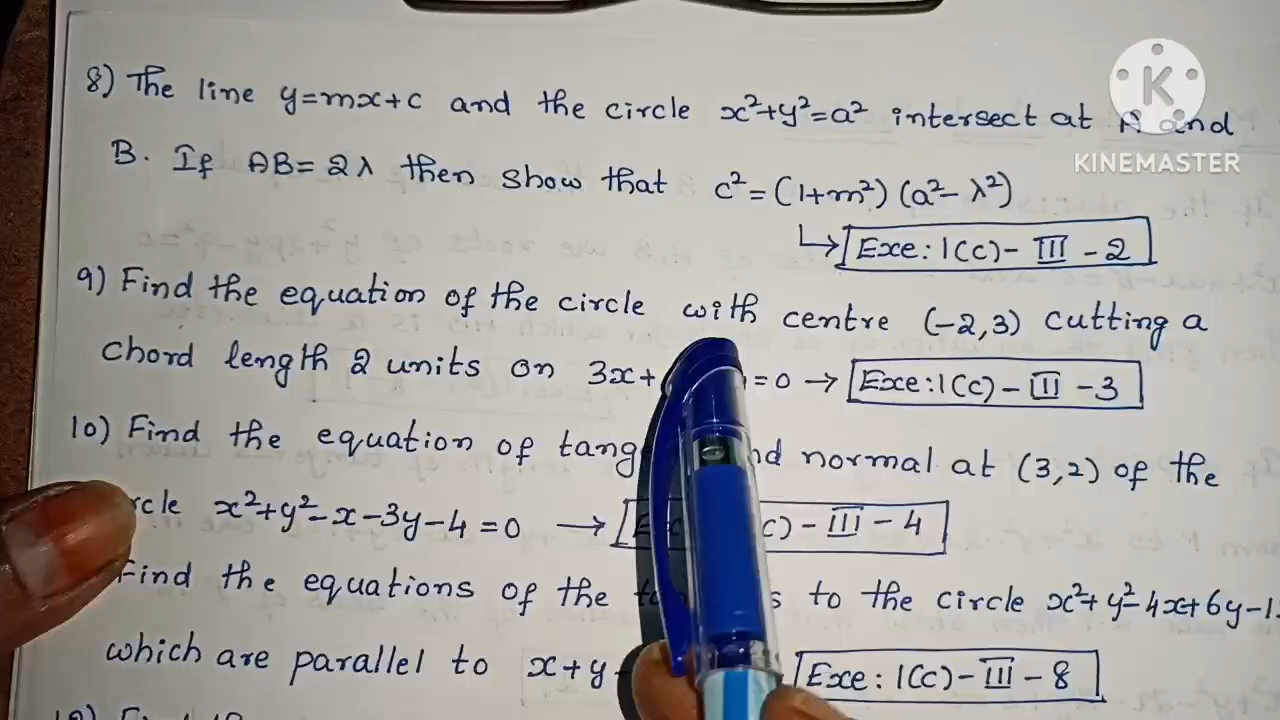 8) The line y=mx+c and the circle x²+y²=a² intersect at A and
B. If AB=2λ then show that c²=(1+m²)(a²-λ²)
↳ Exe: 1(c)-III-2
9) Find the equation of the circle with centre (-2,3) cutting a
chord length 2 units on 3x+ =0 → Exe:1(c)-II-3
10) Find the equation of and normal at (3,2) of the
x²+y²-x-3y-4=0 → c)-III-4
Find the equations of the to the circle x²+y²-4x+6y-1
which are parallel to x+y Exe: 1(c)-III-8
KINEMASTER